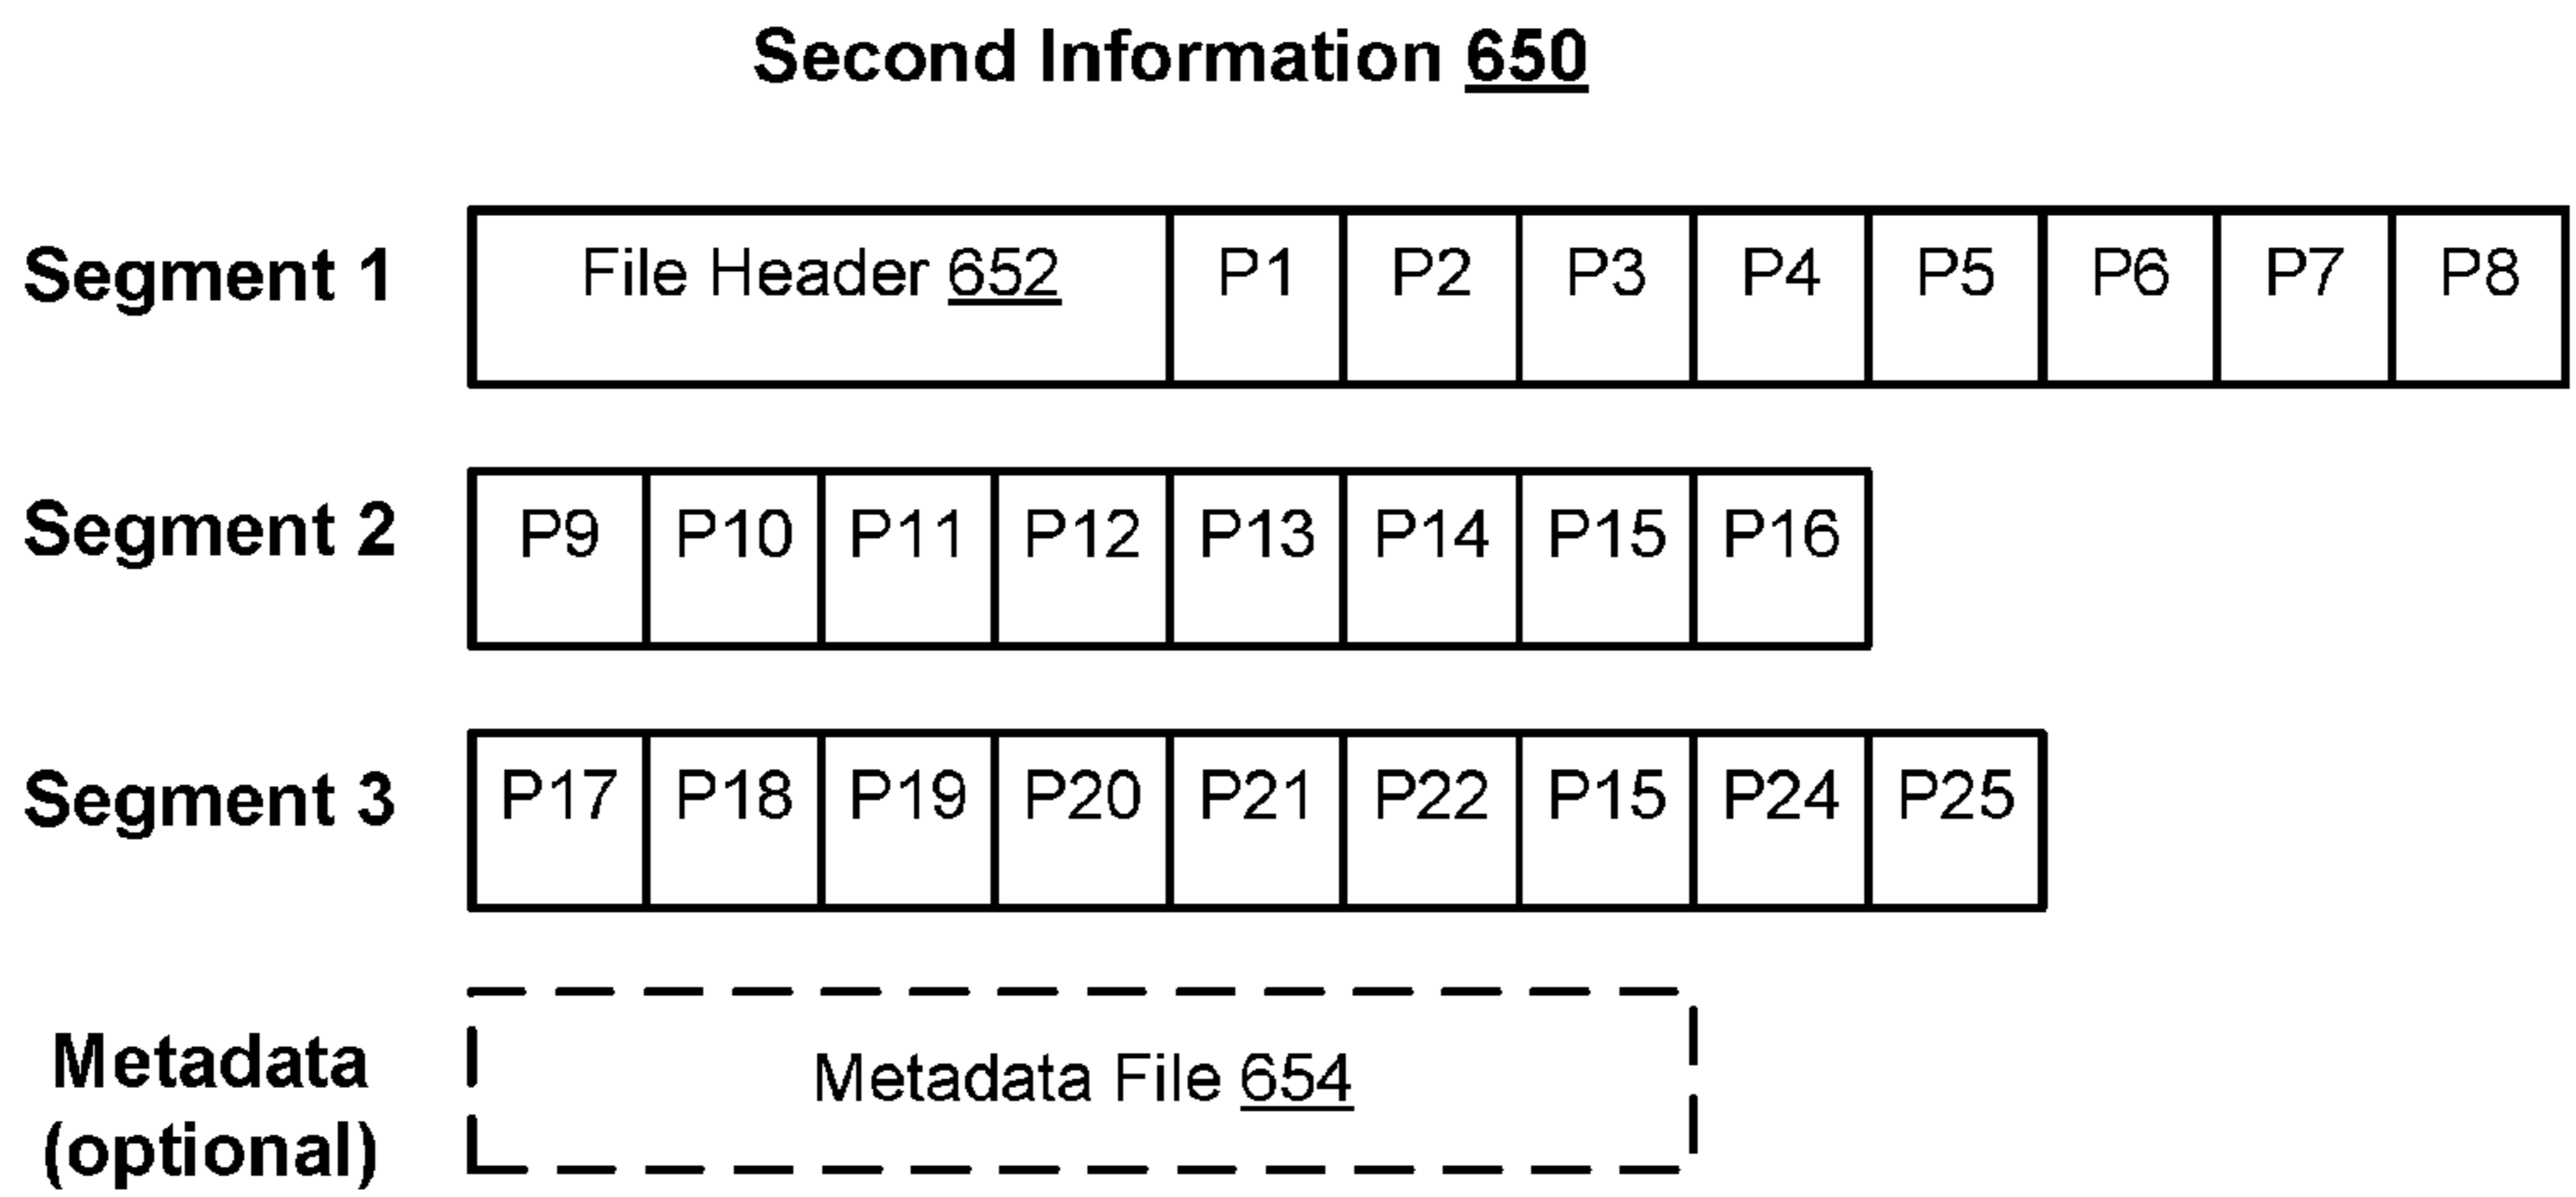 Second Information 650
Segment 1 File Header 652 P1 P2 P3 P4 P5 P6 P7 P8
Segment 2 P9 P10 P11 P12 P13 P14 P15 P16
Segment 3 P17 P18 P19 P20 P21 P22 P15 P24 P25
Metadata
(optional)
Metadata File 654